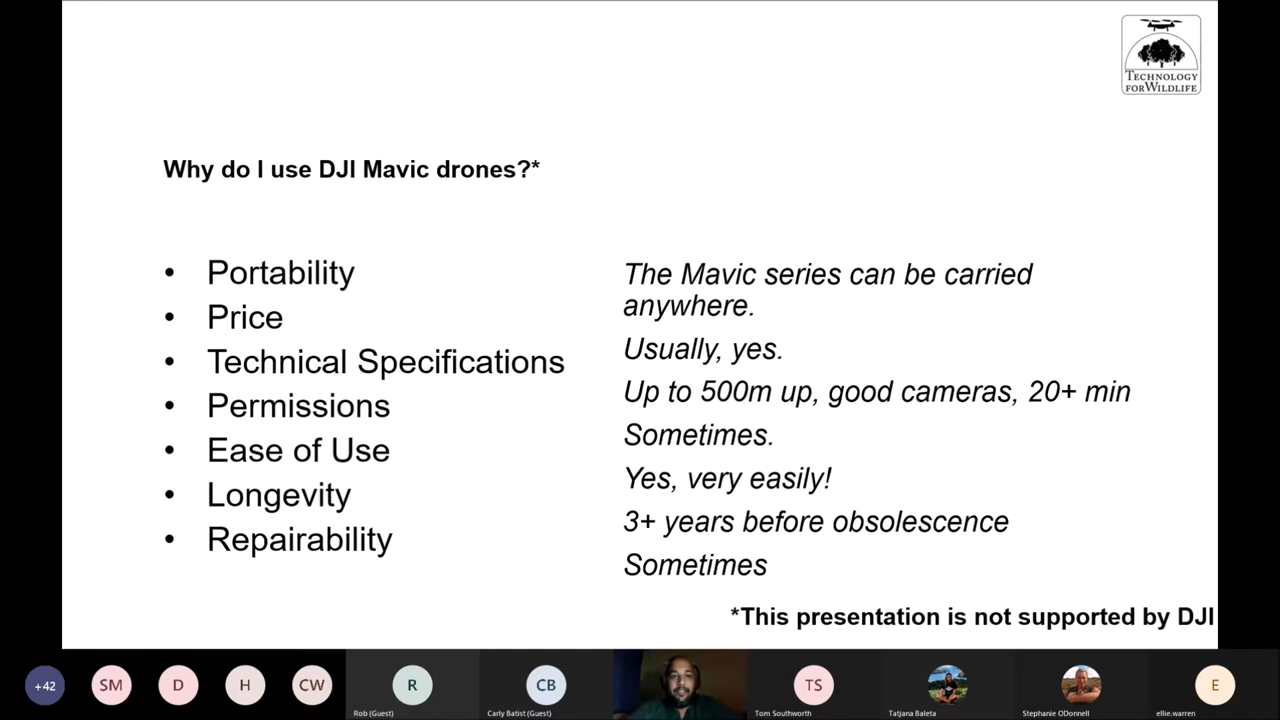 TECHNOLOGY
FORWILDLIFE
Why do I use DJI Mavic drones?*
• Portability
• Price
• Technical Specifications
• Permissions
• Ease of Use
• Longevity
• Repairability
The Mavic series can be carried
anywhere.
Usually, yes.
Up to 500m up, good cameras, 20+ min
Sometimes.
Yes, very easily!
3+ years before obsolescence
Sometimes
*This presentation is not supported by DJI
+42
SM
D
H
CW
R
Rob (Guest)
CB
Carly Batist (Guest)
TS
Tom Southworth
Tatjana Baleta
Stephanie ODonnell
E
ellie.warren